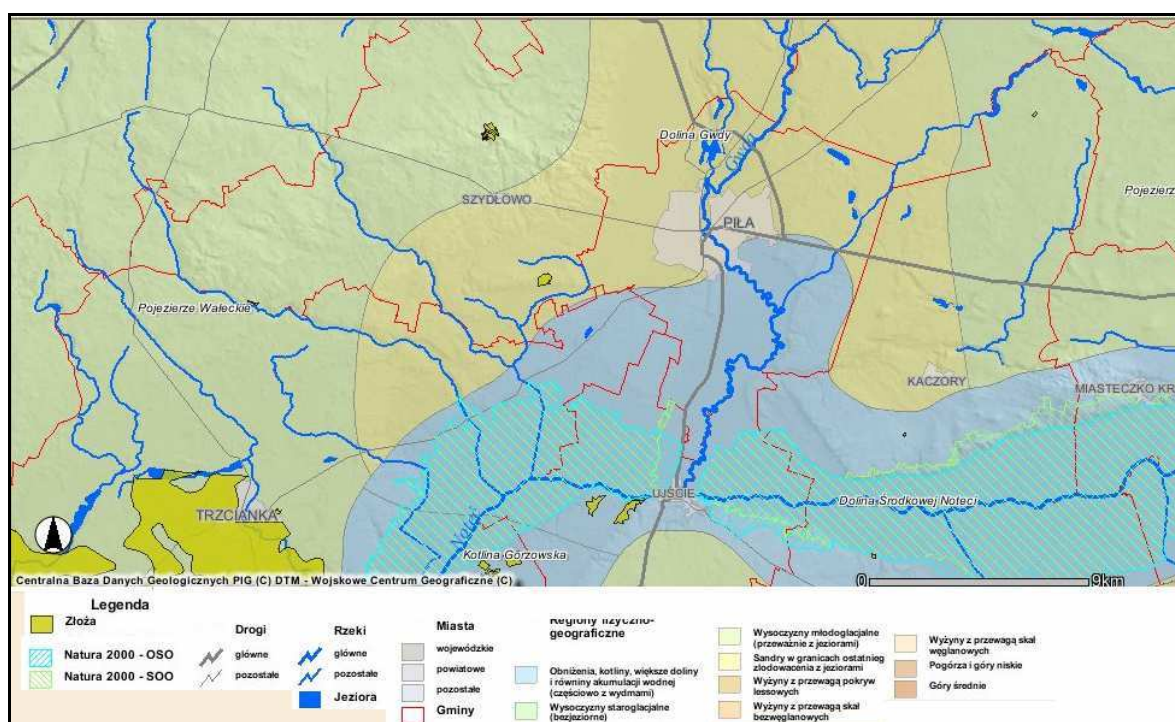 Dolina Gwdy
Gwda
SZYDŁOWO
PIŁA
Pojezierz
Pojezierze Wałeckie
KACZORY
MIASTECZKO KR
UJŚCIE
Dolina Środkowej Noteci
TRZCIANKA
Noteć
Kotlina Gorzowska
Centralna Baza Danych Geologicznych PIG (C) DTM - Wojskowe Centrum Geograficzne (C)
0 9km
Legenda
Złoża
Natura 2000 - OSO
Natura 2000 - SOO
Drogi
główne
pozostałe
Rzeki
główne
pozostałe
Jeziora
Miasta
wojewódzkie
powiatowe
pozostałe
Gminy
Regiony fizyczno-
geograficzne
Obniżenia, kotliny, większe doliny
i równiny akumulacji wodnej
(częściowo z wydmami)
Wysoczyzny staroglacjalne
(bezjeziorne)
Wysoczyzny młodoglacjalne
(przeważnie z jeziorami)
Sandry w granicach ostatnieg
zlodowacenia z jeziorami)
Wyżyny z przewagą pokryw
lessowych
Wyżyny z przewagą skał
bezwęglanowych
Wyżyny z przewagą skał
węglanowych
Pogórza i góry niskie
Góry średnie